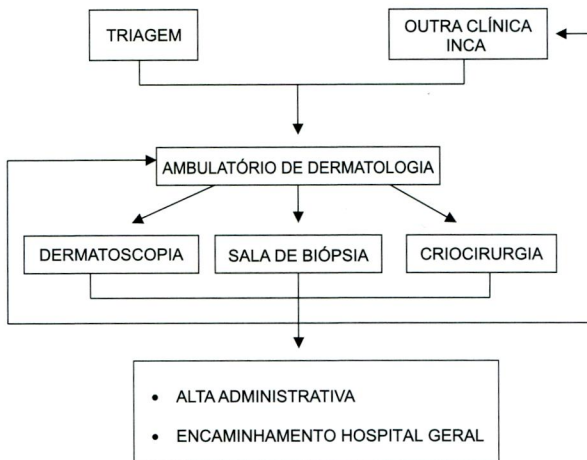 TRIAGEM
OUTRA CLÍNICA
INCA
AMBULATÓRIO DE DERMATOLOGIA
DERMATOSCOPIA
SALA DE BIÓPSIA
CRIOCIRURGIA
• ALTA ADMINISTRATIVA
• ENCAMINHAMENTO HOSPITAL GERAL